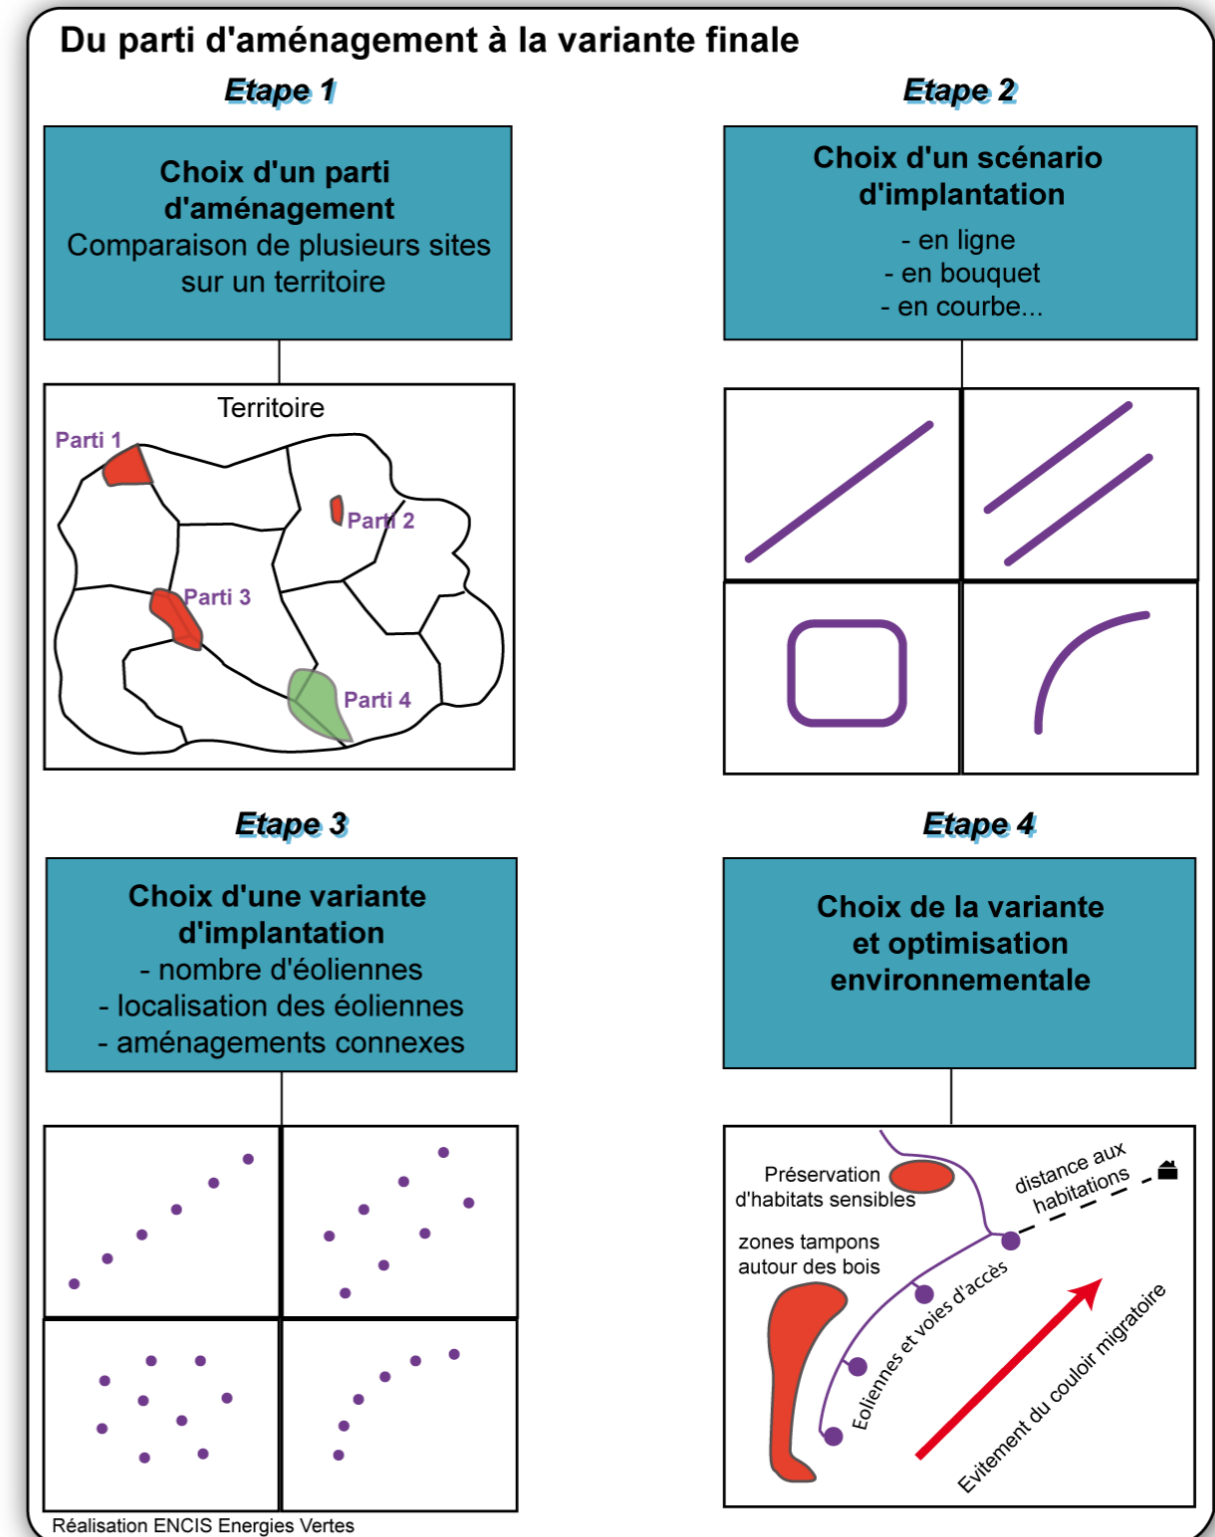 Du parti d'aménagement à la variante finale
Etape 1
Choix d'un parti
d'aménagement
Comparaison de plusieurs sites
sur un territoire
Territoire
Parti 1
Parti 2
Parti 3
Parti 4
Etape 2
Choix d'un scénario
d'implantation
- en ligne
- en bouquet
- en courbe...
Etape 3
Choix d'une variante
d'implantation
- nombre d'éoliennes
- localisation des éoliennes
- aménagements connexes
Etape 4
Choix de la variante
et optimisation
environnementale
Préservation
d'habitats sensibles
distance aux
habitations
zones tampons
autour des bois
Eoliennes et voies d'accès
Evitement du couloir migratoire
Réalisation ENCIS Energies Vertes